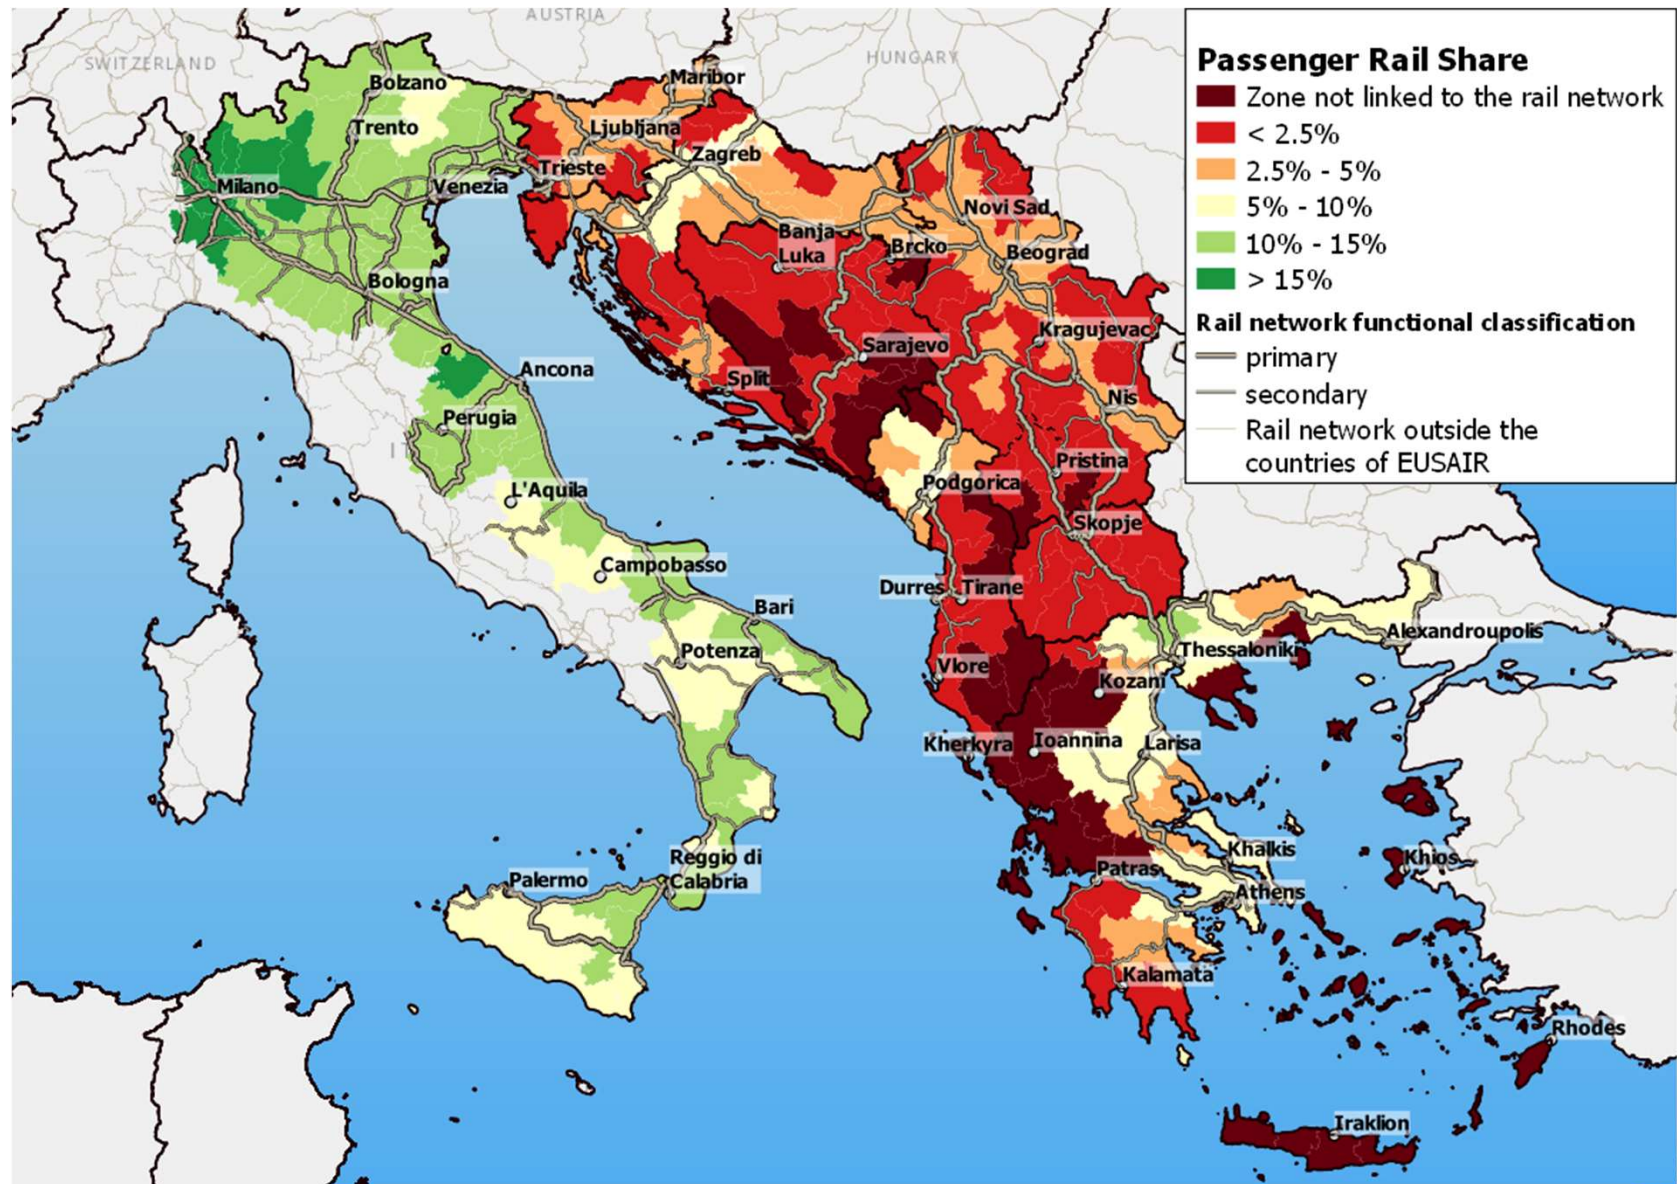 AUSTRIA
SWITZERLAND
HUNGARY
Passenger Rail Share
Zone not linked to the rail network
< 2.5%
2.5% - 5%
5% - 10%
10% - 15%
> 15%
Rail network functional classification
primary
secondary
Rail network outside the
countries of EUSAIR
Bolzano
Maribor
Trento
Ljubljana
Zagreb
Trieste
Milano
Venezia
Novi Sad
Banja
Luka
Brcko
Beograd
Bologna
Kragujevac
Sarajevo
Ancona
Split
Nis
Perugia
IT
Pristina
L'Aquila
Podgorica
Skopje
Campobasso
Durres
Tirane
Bari
Alexandroupolis
Potenza
Thessaloniki
Vlore
Kozani
Kherkyra
Ioannina
Larisa
Reggio di
Calabria
Khalkis
Khios
Palermo
Patras
Athens
Kalamata
Rhodes
Iraklion